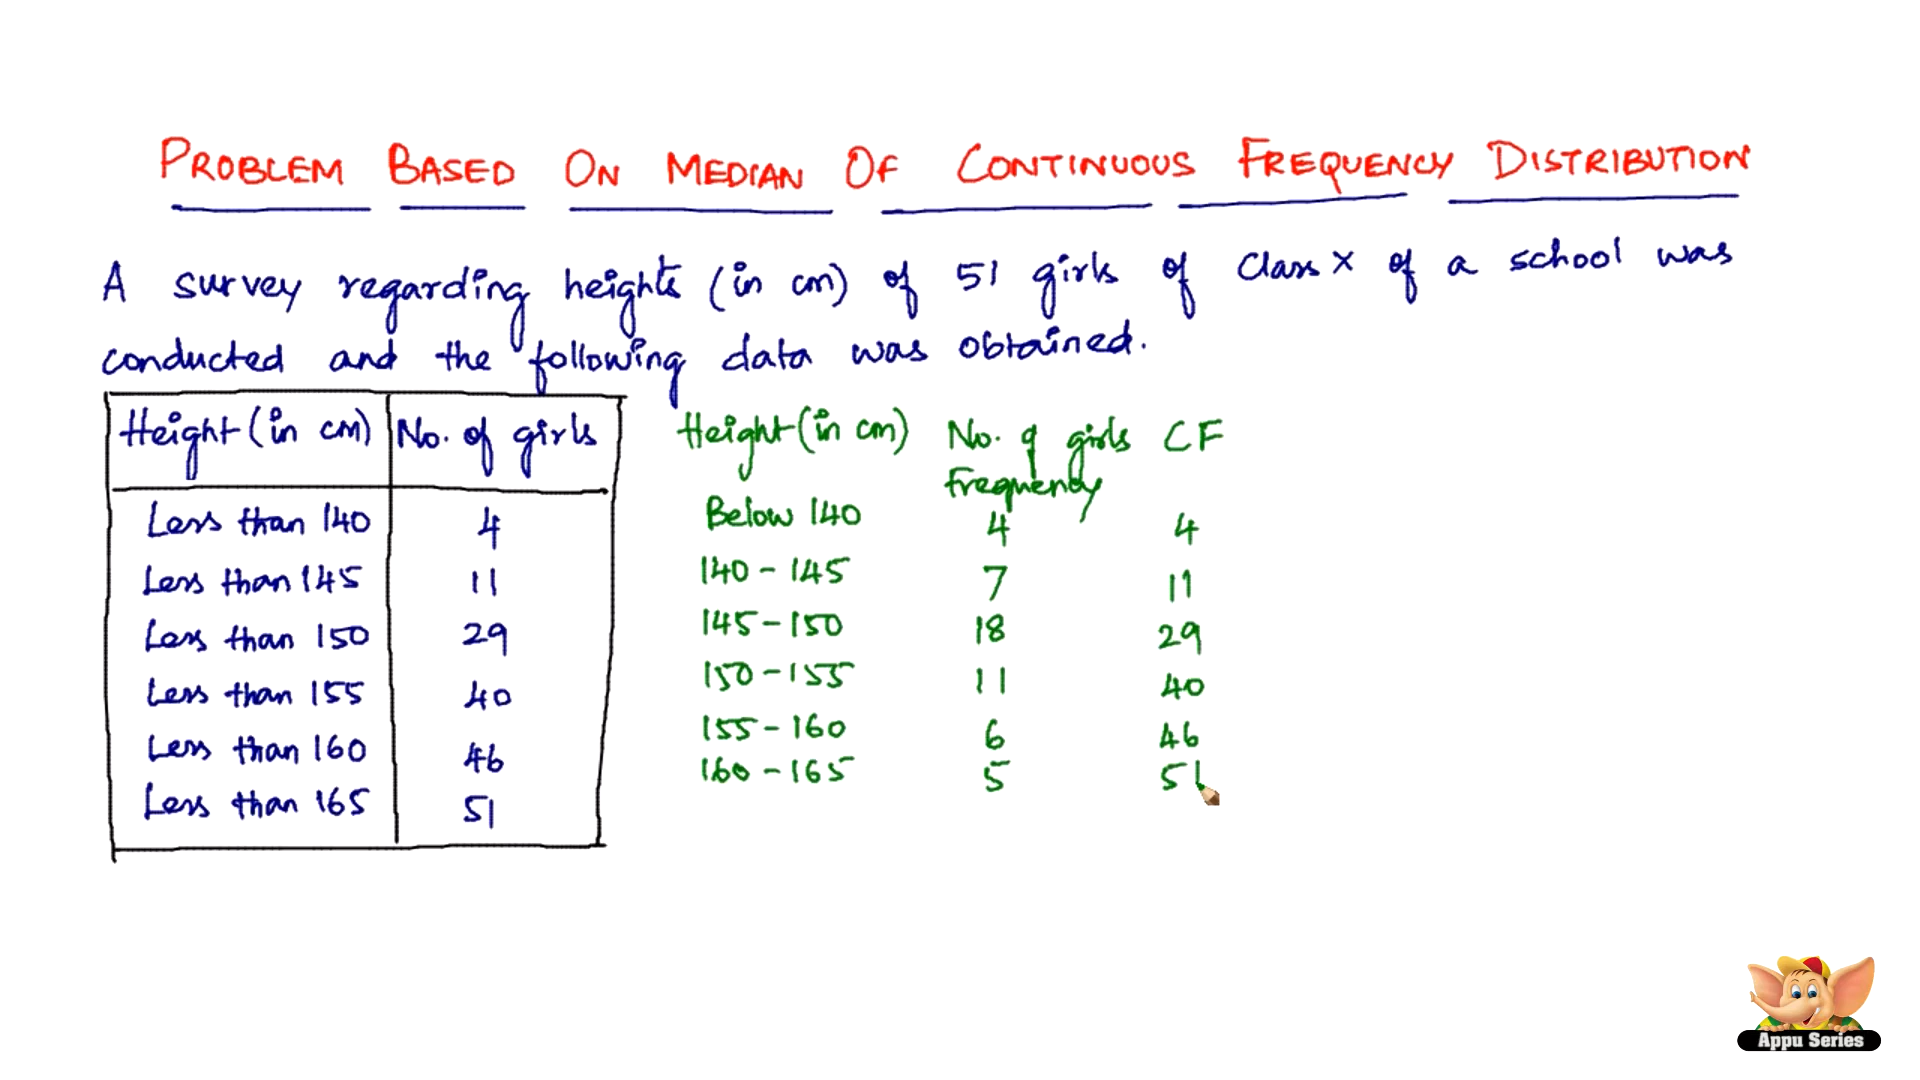 PROBLEM BASED ON MEDIAN OF CONTINUOUS FREQUENCY DISTRIBUTION
A survey regarding heights (in cm) of 51 girls of Class X of a school was
conducted and the following data was obtained.
Height (in cm) No. of girls
Less than 140 4
Less than 145 11
Less than 150 29
Less than 155 40
Less than 160 46
Less than 165 51
Height (in cm) No. of girls CF
Frequency
Below 140 4 4
140 - 145 7 11
145 - 150 18 29
150 - 155 11 40
155 - 160 6 46
160 - 165 5 51
Appu Series